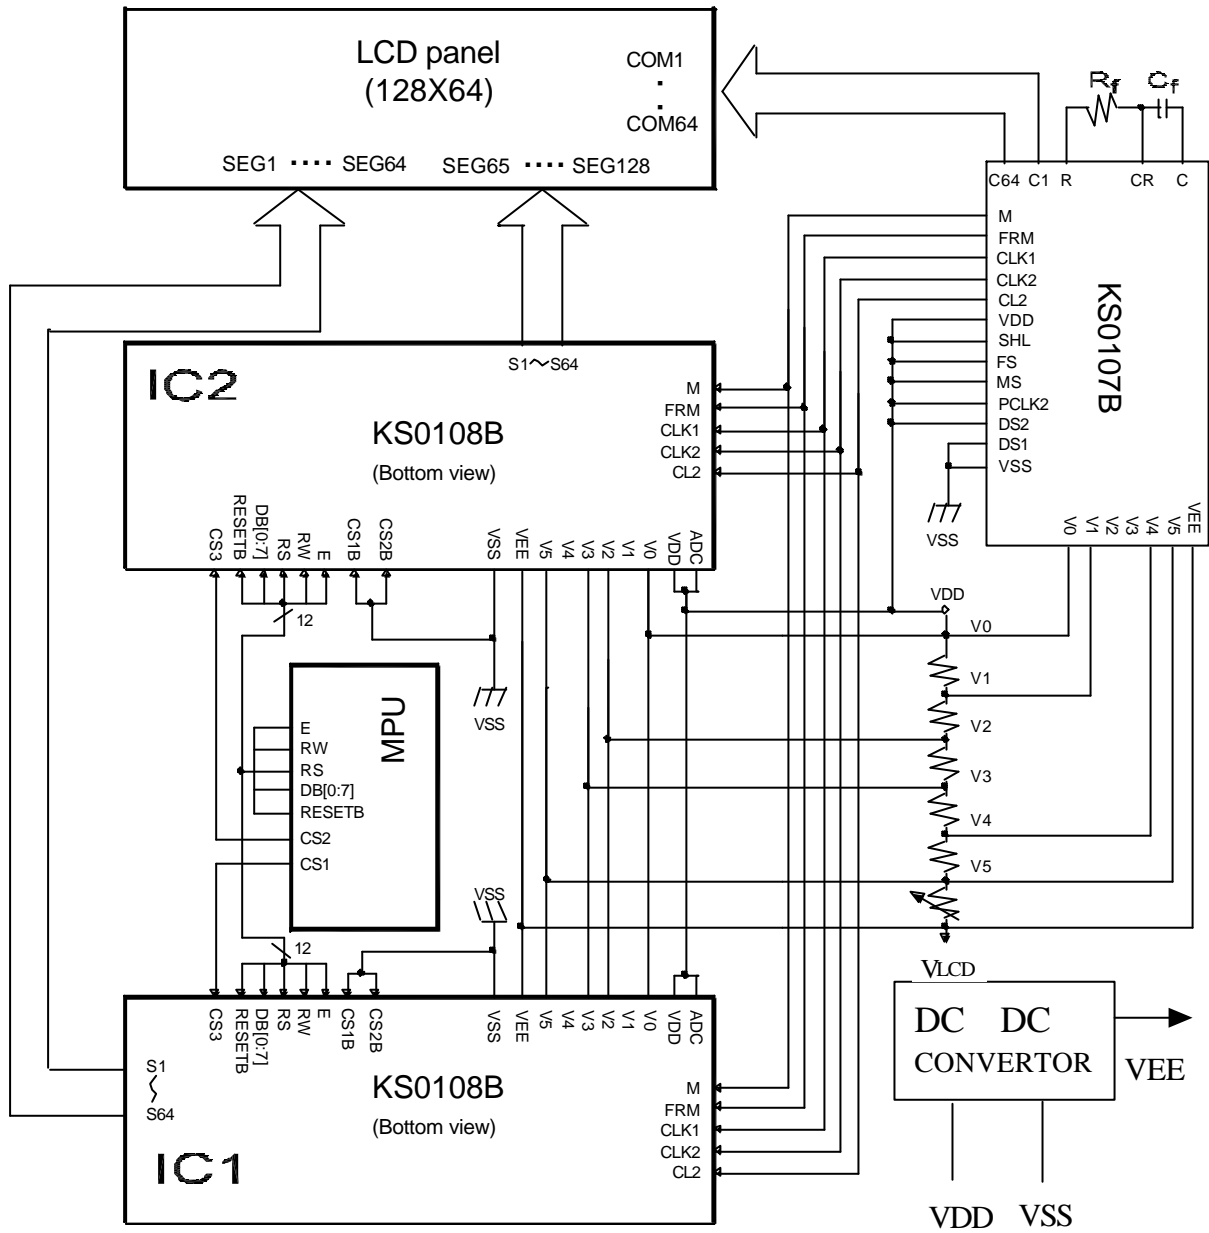 LCD panel
(128X64)
COM1
.
.
COM64
SEG1 ···· SEG64
SEG65 ···· SEG128
Rf
Cf
C64 C1 R CR C
M
FRM
CLK1
CLK2
CL2
VDD
SHL
FS
MS
PCLK2
DS2
DS1
VSS
KS0107B
V0 V1 V2 V3 V4 V5 VEE
VSS
IC2
S1~S64
KS0108B
(Bottom view)
M
FRM
CLK1
CLK2
CL2
CS3 RESETB DB[0:7] RS RW E CS1B CS2B VSS VEE V5 V4 V3 V2 V1 V0 VDD ADC
12
VSS
VDD
V0
V1
V2
V3
V4
V5
MPU
E
RW
RS
DB[0:7]
RESETB
CS2
CS1
VSS
12
VLCD
DC DC
CONVERTOR
VEE
VDD VSS
CS3 RESETB DB[0:7] RS RW E CS1B CS2B VSS VEE V5 V4 V3 V2 V1 V0 VDD ADC
S1
S64
KS0108B
(Bottom view)
IC1
M
FRM
CLK1
CLK2
CL2